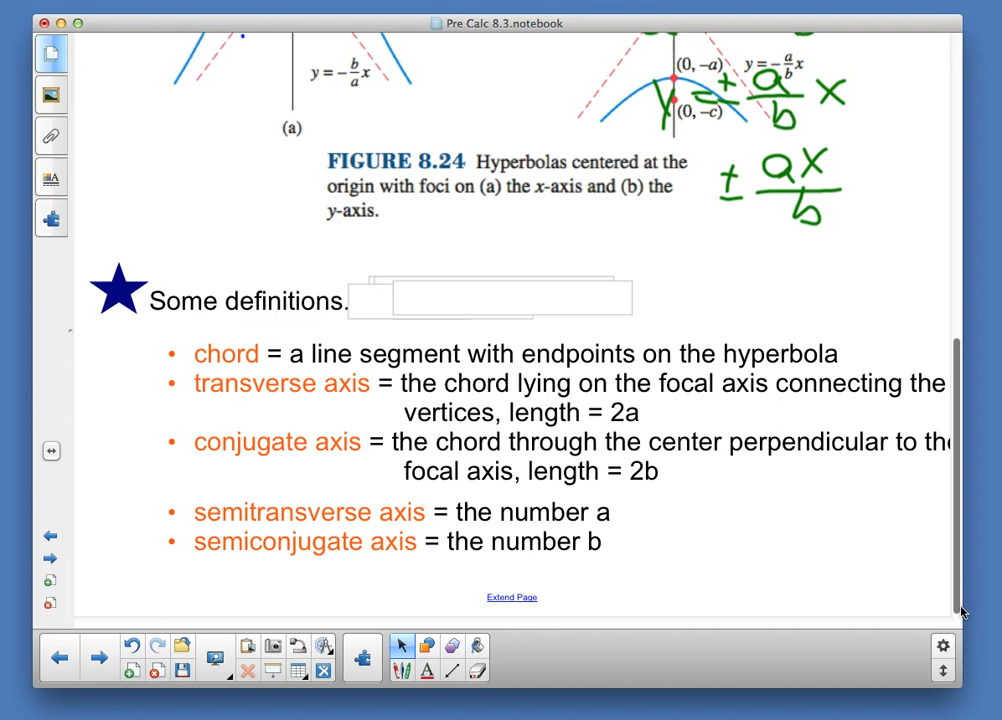 Pre Calc 8.3.notebook
y = -b/a x
(0, -a)
y = -a/b x
(0, -c)
y = ± a/b x
(a)
FIGURE 8.24 Hyperbolas centered at the
origin with foci on (a) the x-axis and (b) the
y-axis.
± ax/b
Some definitions.
• chord = a line segment with endpoints on the hyperbola
• transverse axis = the chord lying on the focal axis connecting the
vertices, length = 2a
• conjugate axis = the chord through the center perpendicular to the
focal axis, length = 2b
• semitransverse axis = the number a
• semiconjugate axis = the number b
Extend Page